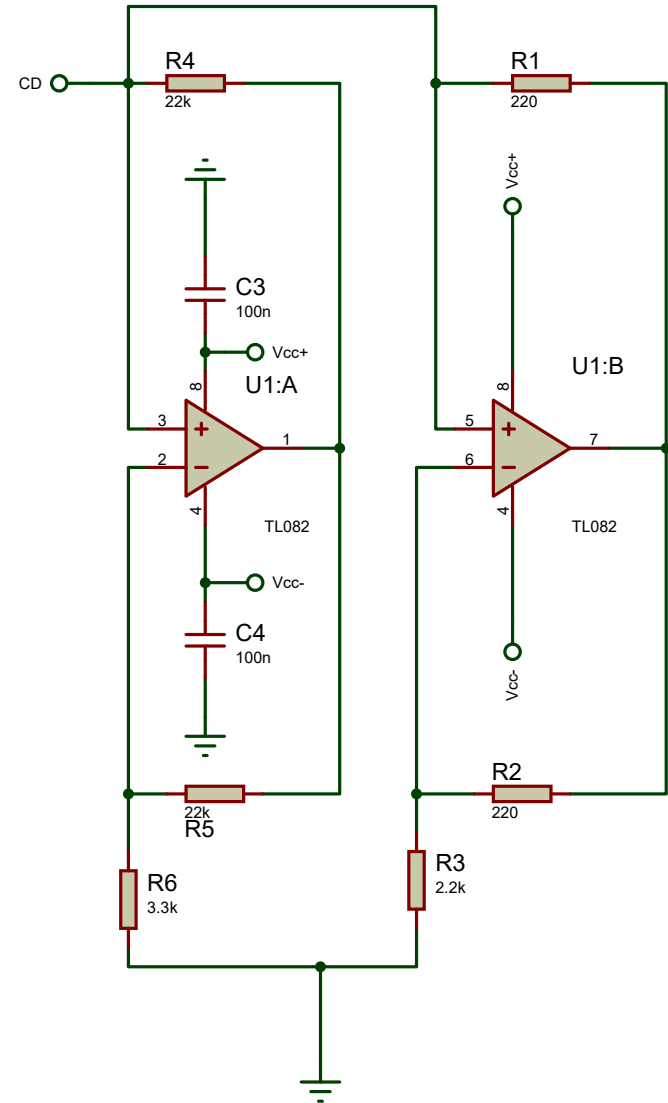 R4
R1
CD
22k
220
Vcc+
C3
100n
Vcc+
8
U1:A
U1:B
8
3
1
2
5
7
6
4
4
TL082
TL082
Vcc-
C4
100n
Vcc-
R2
22k
220
R5
R3
2.2k
R6
3.3k